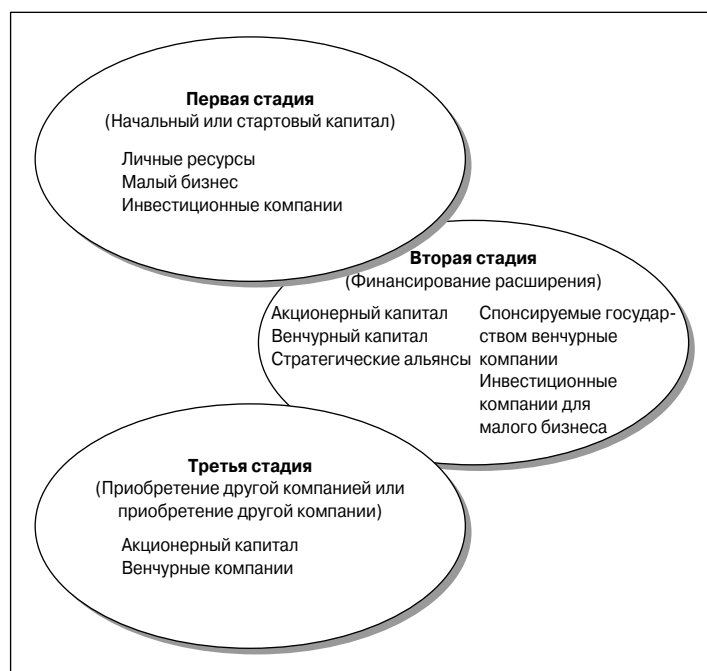 Первая стадия
(Начальный или стартовый капитал)
Личные ресурсы
Малый бизнес
Инвестиционные компании
Вторая стадия
(Финансирование расширения)
Акционерный капитал
Венчурный капитал
Стратегические альянсы
Спонсируемые государ-
ством венчурные
компании
Инвестиционные
компании для
малого бизнеса
Третья стадия
(Приобретение другой компанией или
приобретение другой компании)
Акционерный капитал
Венчурные компании